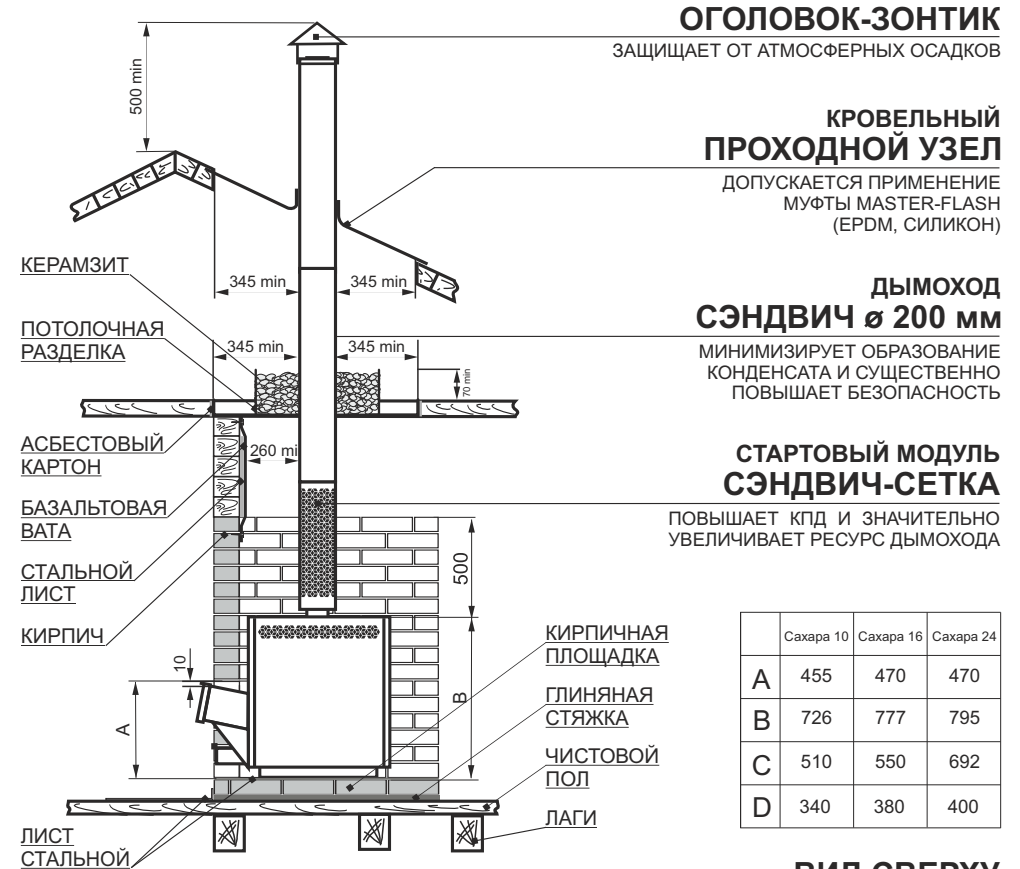 ОГОЛОВОК-ЗОНТИК
ЗАЩИЩАЕТ ОТ АТМОСФЕРНЫХ ОСАДКОВ
500 min
КРОВЕЛЬНЫЙ
ПРОХОДНОЙ УЗЕЛ
ДОПУСКАЕТСЯ ПРИМЕНЕНИЕ
МУФТЫ MASTER-FLASH
(EPDM, СИЛИКОН)
КЕРАМЗИТ
345 min
345 min
ДЫМОХОД
СЭНДВИЧ ø 200 мм
МИНИМИЗИРУЕТ ОБРАЗОВАНИЕ
КОНДЕНСАТА И СУЩЕСТВЕННО
ПОВЫШАЕТ БЕЗОПАСНОСТЬ
ПОТОЛОЧНАЯ
РАЗДЕЛКА
345 min
345 min
70 min
АСБЕСТОВЫЙ
КАРТОН
260 mi
СТАРТОВЫЙ МОДУЛЬ
СЭНДВИЧ-СЕТКА
ПОВЫШАЕТ КПД И ЗНАЧИТЕЛЬНО
УВЕЛИЧИВАЕТ РЕСУРС ДЫМОХОДА
БАЗАЛЬТОВАЯ
ВАТА
СТАЛЬНОЙ
ЛИСТ
500
КИРПИЧ
10
A
B
КИРПИЧНАЯ
ПЛОЩАДКА
ГЛИНЯНАЯ
СТЯЖКА
ЧИСТОВОЙ
ПОЛ
ЛАГИ
ЛИСТ
СТАЛЬНОЙ
Сахара 10 Сахара 16 Сахара 24
A 455 470 470
B 726 777 795
C 510 550 692
D 340 380 400
ВИД СВЕРХУ